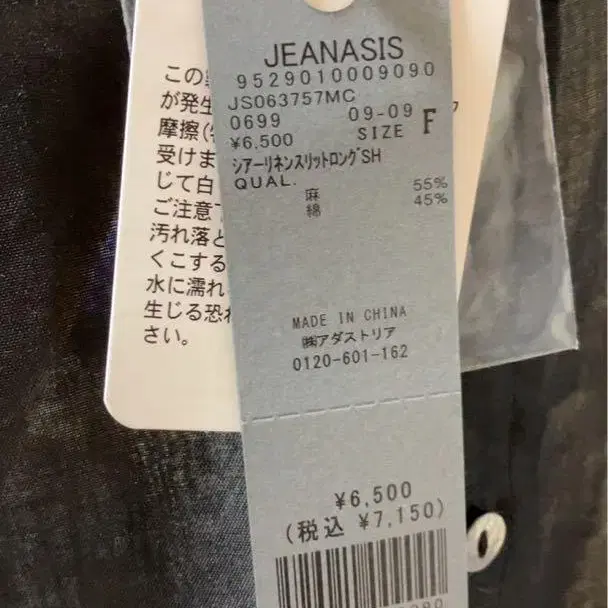 JEANASIS
9529010009090
JS063757MC
0699 09-09
¥6,500 SIZE F
シアーリネンスリットロングSH
QUAL.
麻 55%
綿 45%
MADE IN CHINA
㈱アダストリア
0120-601-162
¥6,500
(税込 ¥7,150)
この
が発生
摩擦(
受けま
じて白
ご注意
汚れ落と
くこする
水に濡れ
生じる恐れ
さい。